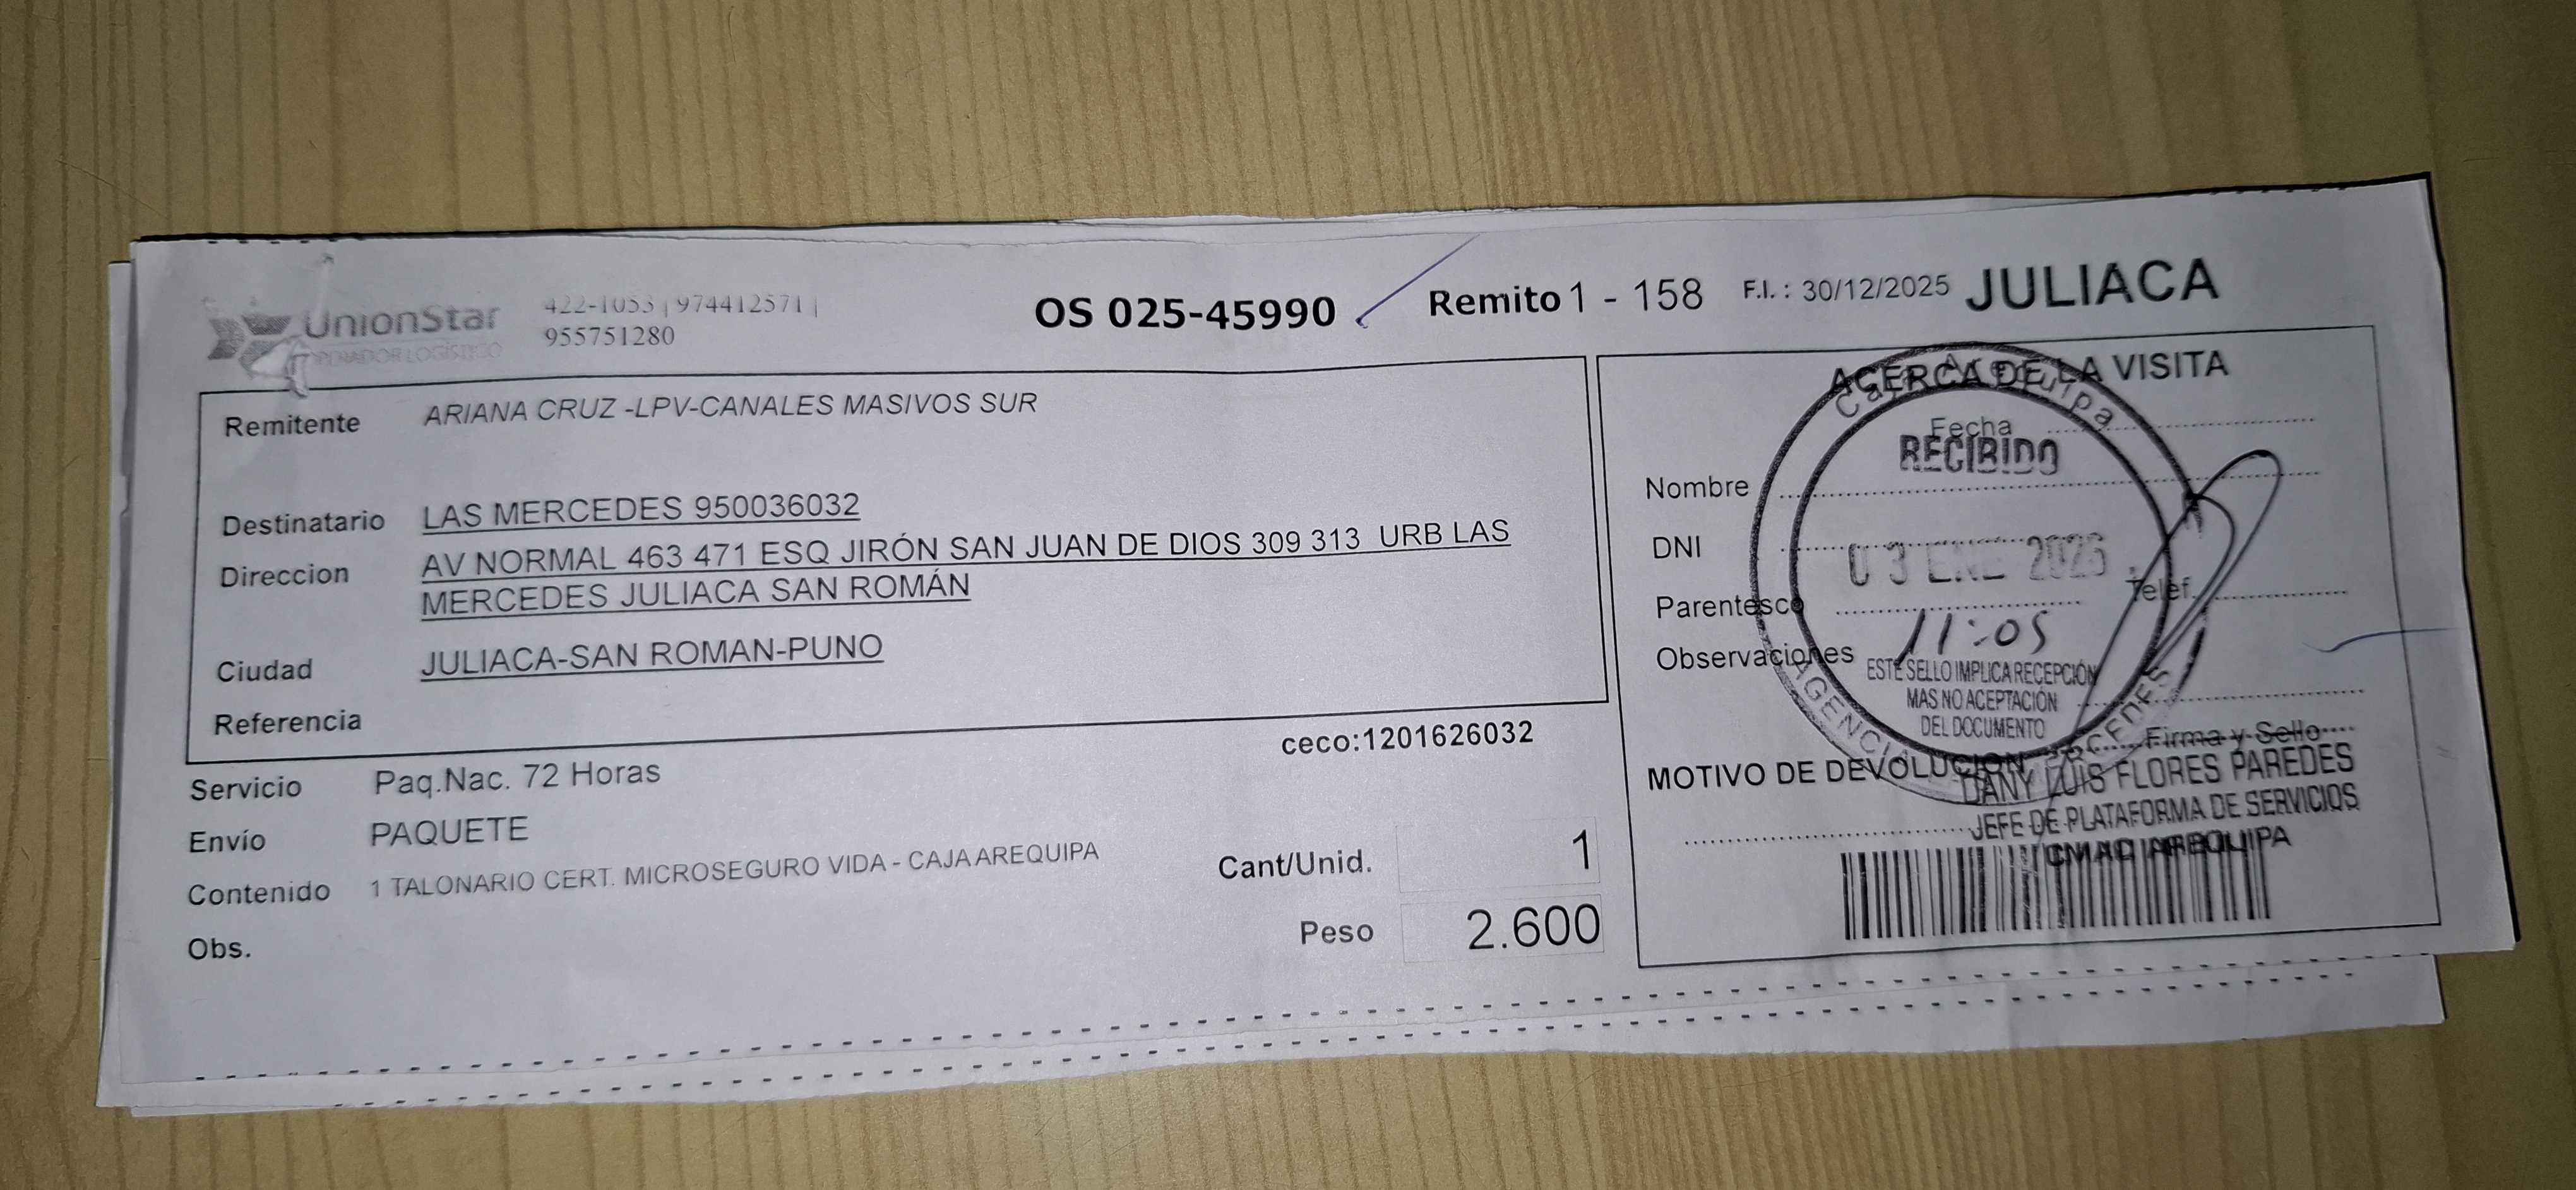 UnionStar
OPERADOR LOGÍSTICO
422-1053 | 974412571 |
955751280
OS 025-45990
Remito 1 - 158
F.I. : 30/12/2025
JULIACA
Remitente ARIANA CRUZ -LPV-CANALES MASIVOS SUR
Destinatario LAS MERCEDES 950036032
Direccion AV NORMAL 463 471 ESQ JIRÓN SAN JUAN DE DIOS 309 313 URB LAS
MERCEDES JULIACA SAN ROMÁN
Ciudad JULIACA-SAN ROMAN-PUNO
Referencia
ceco:1201626032
Servicio Paq.Nac. 72 Horas
Envío PAQUETE
Contenido 1 TALONARIO CERT. MICROSEGURO VIDA - CAJA AREQUIPA
Cant/Unid. 1
Obs.
Peso 2.600
ACERCA DE LA VISITA
Caja Arequipa
Fecha
RECIBIDO
Nombre
DNI
03 ENE 2026
Parentesco
Telef.
11:05
Observaciones
ESTE SELLO IMPLICA RECEPCIÓN
MAS NO ACEPTACIÓN
DEL DOCUMENTO
AGENCIA MERCEDES
Firma y Sello
MOTIVO DE DEVOLUCION
DANY LUIS FLORES PAREDES
JEFE DE PLATAFORMA DE SERVICIOS
CMAC AREQUIPA